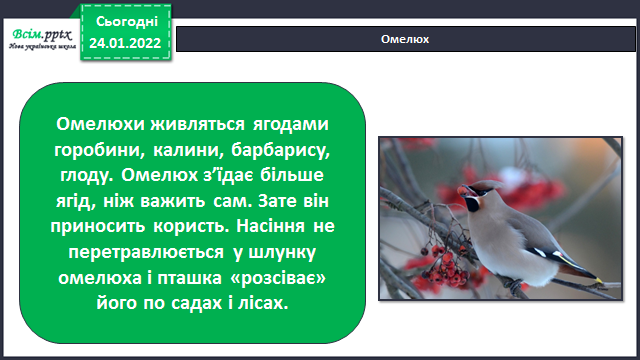 Всім.pptx
Нова українська школа
Сьогодні
24.01.2022
Омелюх
Омелюхи живляться ягодами
горобини, калини, барбарису,
глоду. Омелюх з’їдає більше
ягід, ніж важить сам. Зате він
приносить користь. Насіння не
перетравлюється у шлунку
омелюха і пташка «розсіває»
його по садах і лісах.